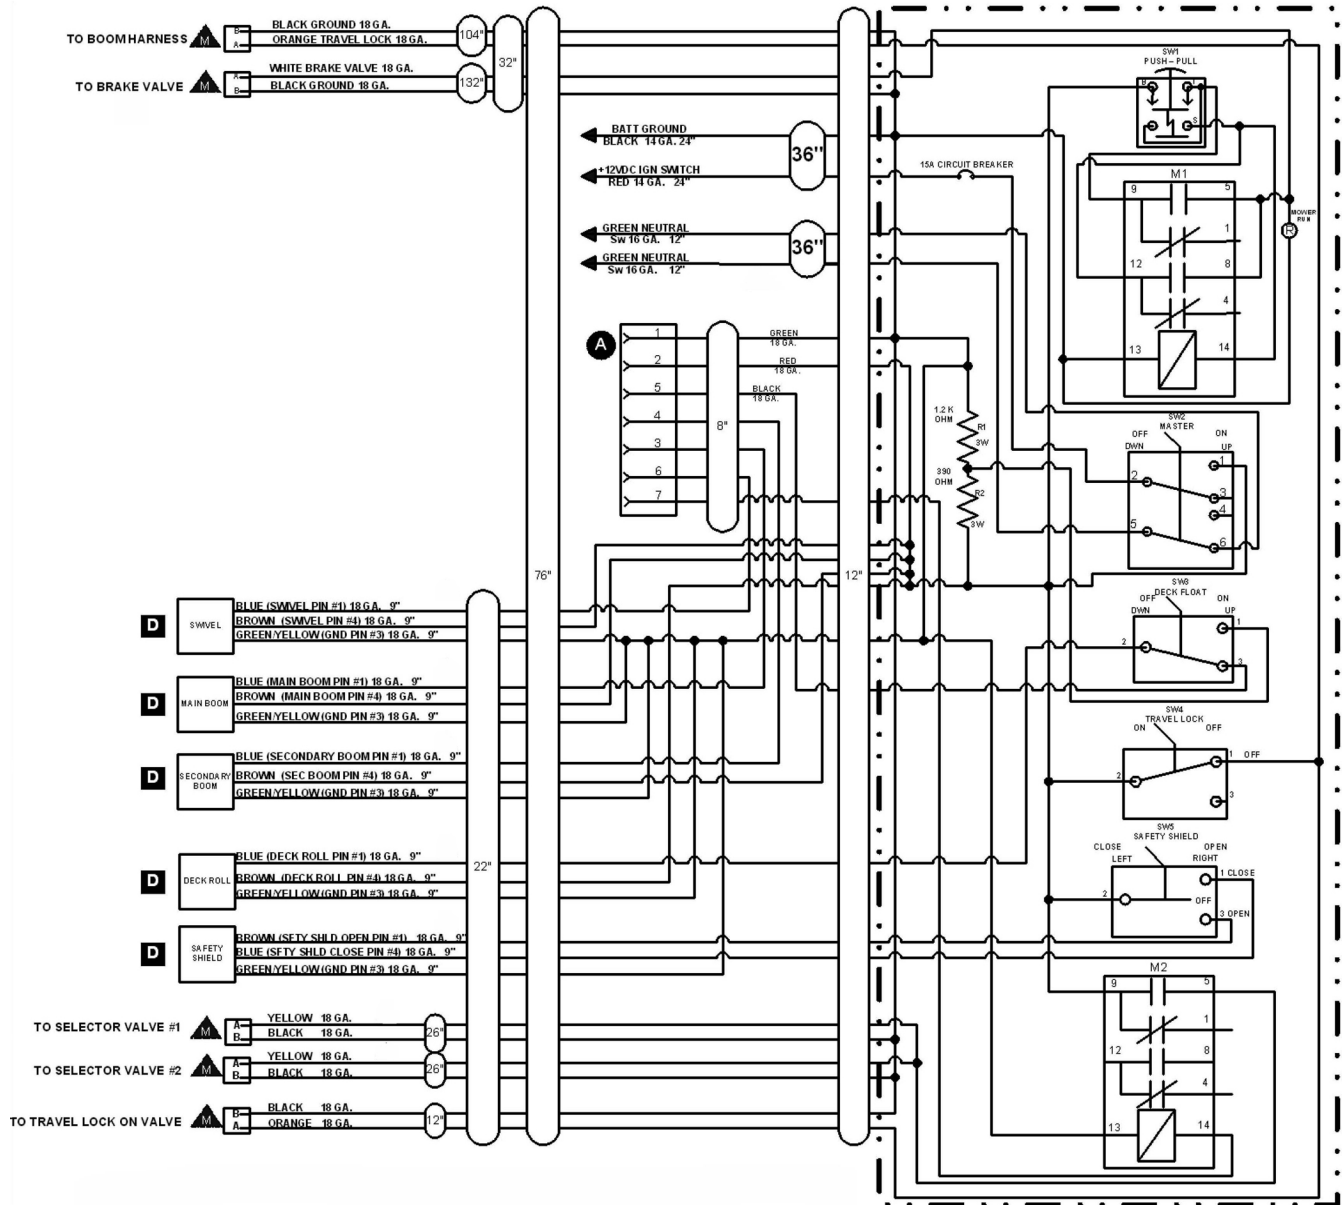 TO BOOM HARNESS
M
B
A
BLACK GROUND 18 GA.
ORANGE TRAVEL LOCK 18 GA.
104"
TO BRAKE VALVE
M
A
B
WHITE BRAKE VALVE 18 GA.
BLACK GROUND 18 GA.
132"
32"
BATT GROUND
BLACK 14 GA. 24"
+12VDC IGN SWITCH
RED 14 GA. 24"
36"
15A CIRCUIT BREAKER
GREEN NEUTRAL
Sw 16 GA. 12"
GREEN NEUTRAL
Sw 16 GA. 12"
36"
SW1
PUSH-PULL
B
S
M1
9
5
1
12
8
4
13
14
MOWER
RUN
R
A
1
2
5
4
3
6
7
8"
GREEN
18 GA.
RED
18 GA.
BLACK
18 GA.
1.2 K
OHM
R1
3W
390
OHM
R2
3W
SW2
MASTER
OFF
ON
DWN
UP
1
2
3
4
5
6
76"
12"
SW3
DECK FLOAT
OFF
ON
DWN
UP
1
2
3
D
SWIVEL
BLUE (SWIVEL PIN #1) 18 GA. 9"
BROWN (SWIVEL PIN #4) 18 GA. 9"
GREEN/YELLOW (GND PIN #3) 18 GA. 9"
D
MAIN BOOM
BLUE (MAIN BOOM PIN #1) 18 GA. 9"
BROWN (MAIN BOOM PIN #4) 18 GA. 9"
GREEN/YELLOW (GND PIN #3) 18 GA. 9"
SW4
TRAVEL LOCK
ON
OFF
1 OFF
2
3
D
SECONDARY
BOOM
BLUE (SECONDARY BOOM PIN #1) 18 GA. 9"
BROWN (SEC BOOM PIN #4) 18 GA. 9"
GREEN/YELLOW (GND PIN #3) 18 GA. 9"
SW5
SAFETY SHIELD
CLOSE
OPEN
LEFT
RIGHT
1 CLOSE
2
OFF
3 OPEN
D
DECK ROLL
BLUE (DECK ROLL PIN #1) 18 GA. 9"
BROWN (DECK ROLL PIN #4) 18 GA. 9"
GREEN/YELLOW (GND PIN #3) 18 GA. 9"
22"
D
SAFETY
SHIELD
BROWN (SFTY SHLD OPEN PIN #1) 18 GA. 9"
BLUE (SFTY SHLD CLOSE PIN #4) 18 GA. 9"
GREEN/YELLOW (GND PIN #3) 18 GA. 9"
M2
9
5
1
12
8
4
13
14
TO SELECTOR VALVE #1
M
A
B
YELLOW 18 GA.
BLACK 18 GA.
26"
TO SELECTOR VALVE #2
M
A
B
YELLOW 18 GA.
BLACK 18 GA.
26"
TO TRAVEL LOCK ON VALVE
M
B
A
BLACK 18 GA.
ORANGE 18 GA.
12"